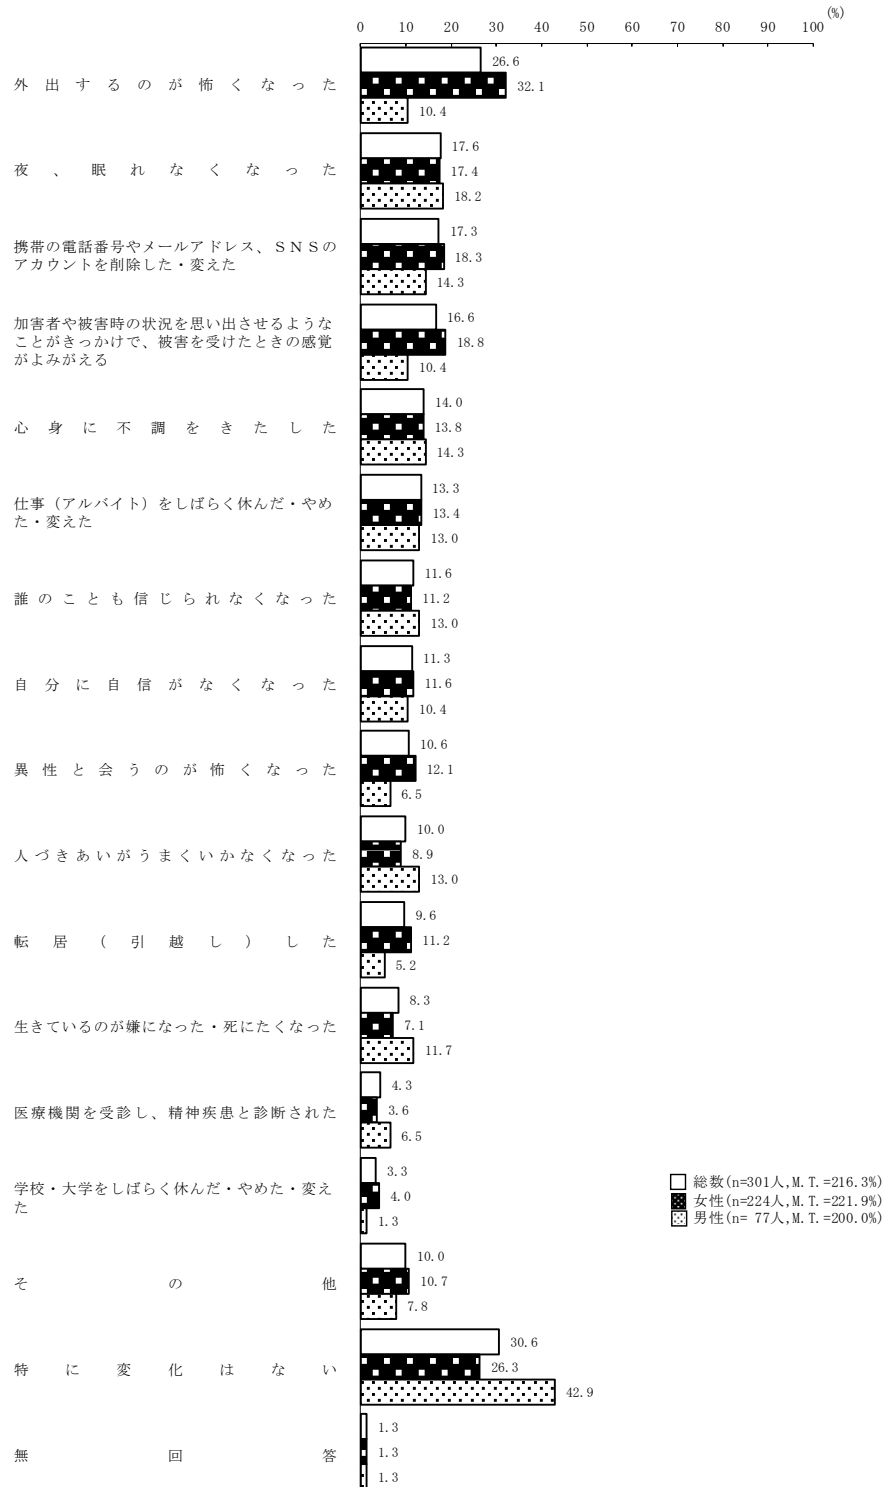 (%)
0 10 20 30 40 50 60 70 80 90 100
外出するのが怖くなった
26.6
32.1
10.4
夜、眠れなくなった
17.6
17.4
18.2
携帯の電話番号やメールアドレス、SNSの
アカウントを削除した・変えた
17.3
18.3
14.3
加害者や被害時の状況を思い出させるような
ことがきっかけで、被害を受けたときの感覚
がよみがえる
16.6
18.8
10.4
心身に不調をきたした
14.0
13.8
14.3
仕事(アルバイト)をしばらく休んだ・やめ
た・変えた
13.3
13.4
13.0
誰のことも信じられなくなった
11.6
11.2
13.0
自分に自信がなくなった
11.3
11.6
10.4
異性と会うのが怖くなった
10.6
12.1
6.5
人づきあいがうまくいかなくなった
10.0
8.9
13.0
転居(引越し)した
9.6
11.2
5.2
生きているのが嫌になった・死にたくなった
8.3
7.1
11.7
医療機関を受診し、精神疾患と診断された
4.3
3.6
6.5
学校・大学をしばらく休んだ・やめた・変え
た
3.3
4.0
1.3
総数(n=301人,M.T.=216.3%)
女性(n=224人,M.T.=221.9%)
男性(n= 77人,M.T.=200.0%)
その他
10.0
10.7
7.8
特に変化はない
30.6
26.3
42.9
無回答
1.3
1.3
1.3